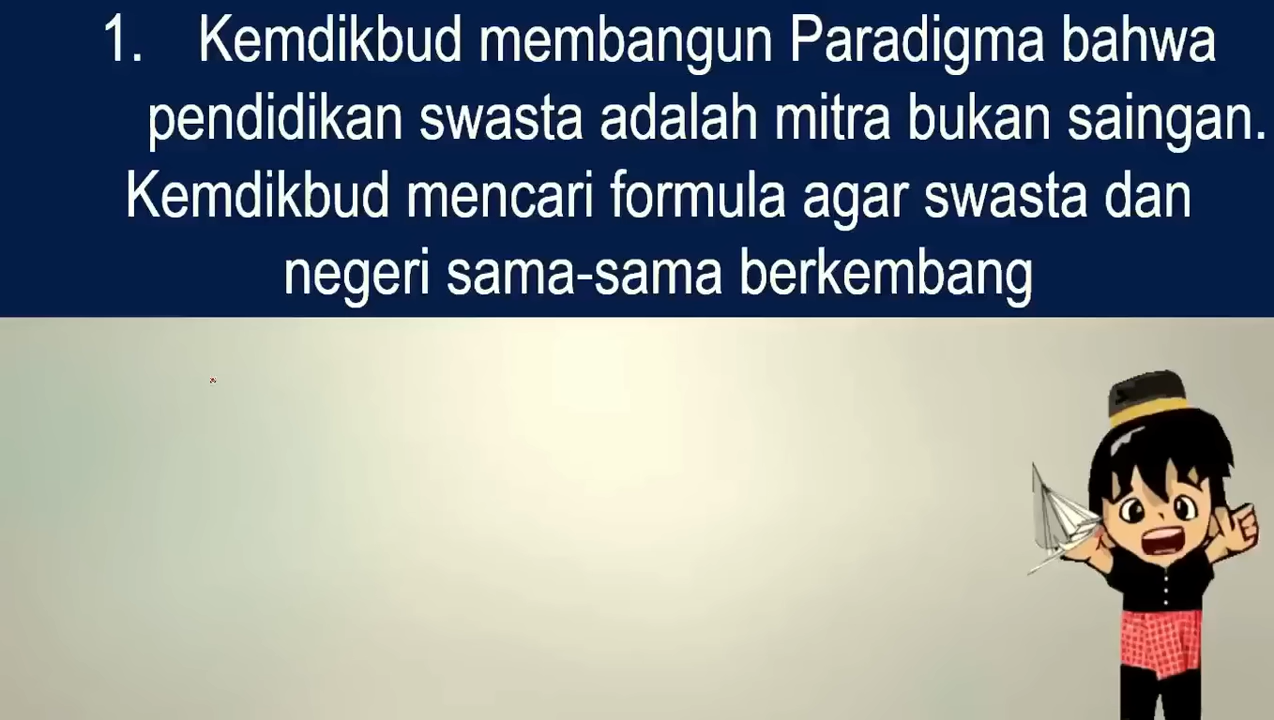 1. Kemdikbud membangun Paradigma bahwa
pendidikan swasta adalah mitra bukan saingan.
Kemdikbud mencari formula agar swasta dan
negeri sama-sama berkembang